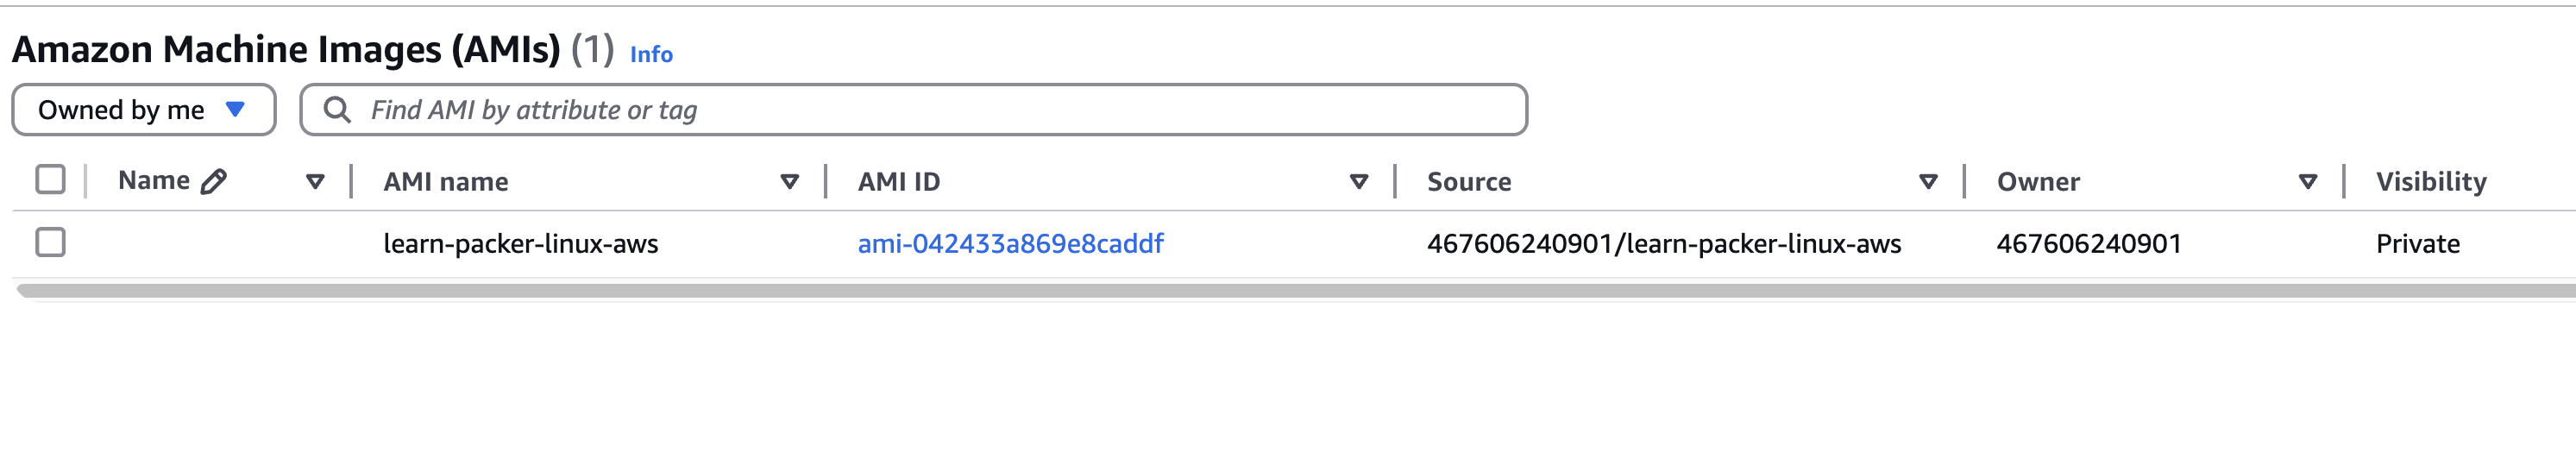 Amazon Machine Images (AMIs) (1) Info
Owned by me Find AMI by attribute or tag
Name AMI name AMI ID Source Owner Visibility
learn-packer-linux-aws ami-042433a869e8caddf 467606240901/learn-packer-linux-aws 467606240901 Private